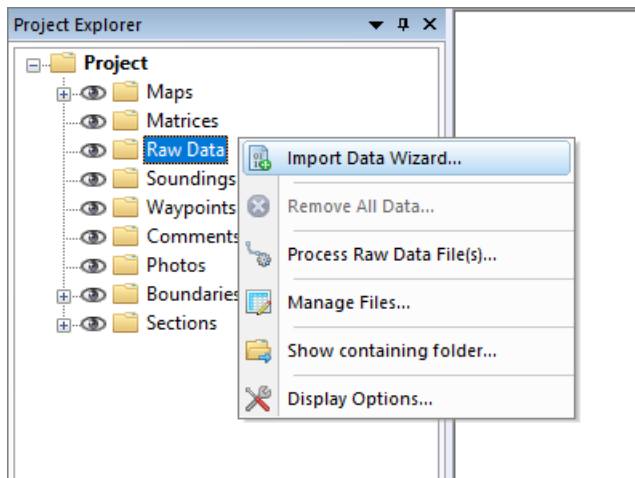 Project Explorer
Project
Maps
Matrices
Raw Data
Soundings
Waypoints
Comments
Photos
Boundaries
Sections
Import Data Wizard...
Remove All Data...
Process Raw Data File(s)...
Manage Files...
Show containing folder...
Display Options...